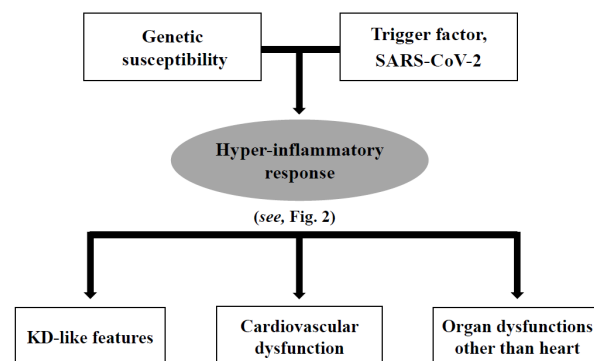 Genetic
susceptibility
Trigger factor,
SARS-CoV-2
Hyper-inflammatory
response
(see, Fig. 2)
KD-like features
Cardiovascular
dysfunction
Organ dysfunctions
other than heart